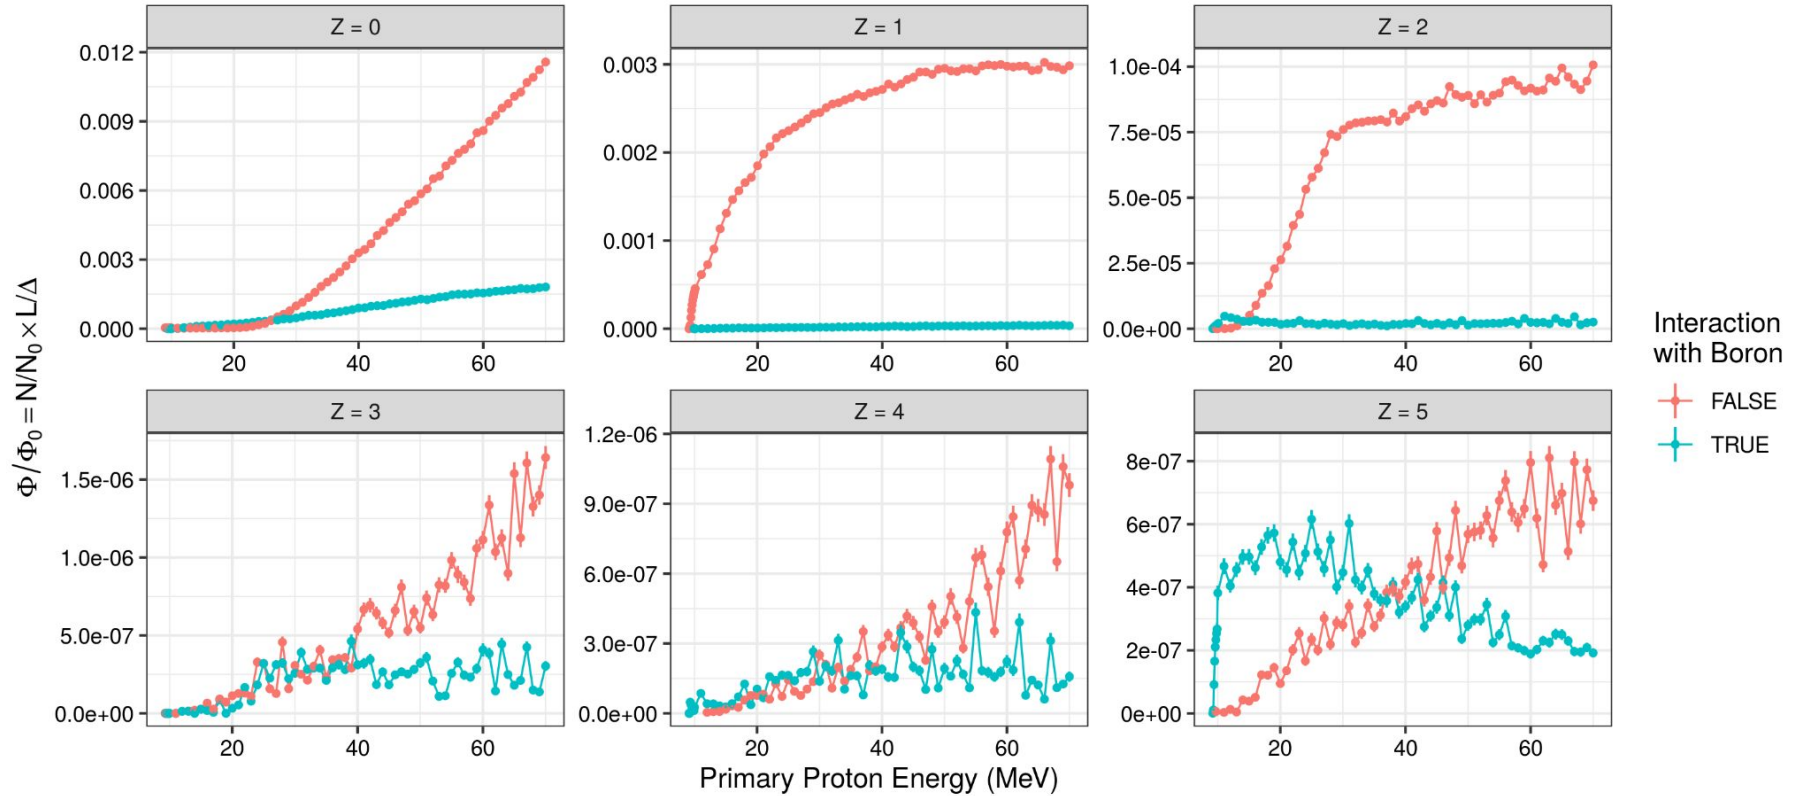 Z = 0
Z = 1
Z = 2
0.012
0.009
0.006
0.003
0.000
20
40
60
0.003
0.002
0.001
0.000
20
40
60
1.0e-04
7.5e-05
5.0e-05
2.5e-05
0.0e+00
20
40
60
Φ/Φ₀ = N/N₀ × L/Δ
Z = 3
Z = 4
Z = 5
1.5e-06
1.0e-06
5.0e-07
0.0e+00
20
40
60
1.2e-06
9.0e-07
6.0e-07
3.0e-07
0.0e+00
20
40
60
8e-07
6e-07
4e-07
2e-07
0e+00
20
40
60
Primary Proton Energy (MeV)
Interaction
with Boron
FALSE
TRUE